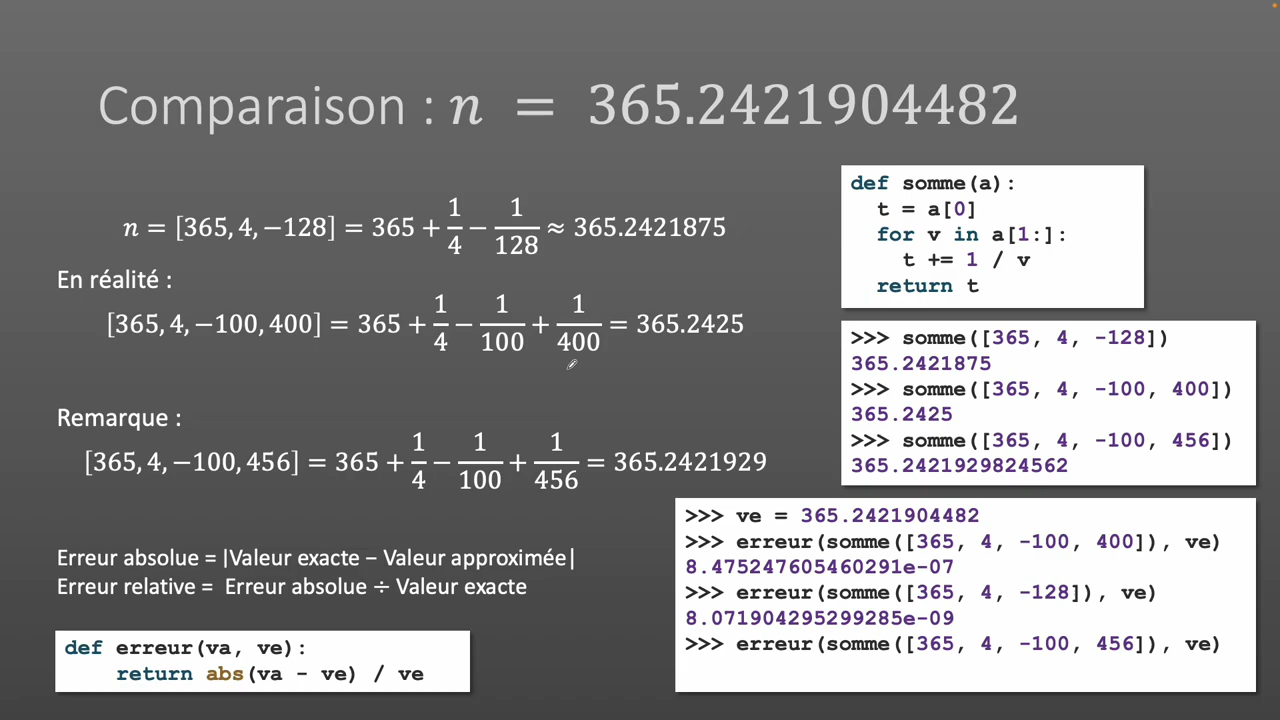 Comparaison : n = 365.2421904482
n = [365, 4, −128] = 365 + 1/4 − 1/128 ≈ 365.2421875
En réalité :
[365, 4, −100, 400] = 365 + 1/4 − 1/100 + 1/400 = 365.2425
Remarque :
[365, 4, −100, 456] = 365 + 1/4 − 1/100 + 1/456 = 365.2421929
Erreur absolue = |Valeur exacte − Valeur approximée|
Erreur relative = Erreur absolue ÷ Valeur exacte
def erreur(va, ve):
    return abs(va - ve) / ve
def somme(a):
  t = a[0]
  for v in a[1:]:
    t += 1 / v
  return t
>>> somme([365, 4, -128])
365.2421875
>>> somme([365, 4, -100, 400])
365.2425
>>> somme([365, 4, -100, 456])
365.2421929824562
>>> ve = 365.2421904482
>>> erreur(somme([365, 4, -100, 400]), ve)
8.475247605460291e-07
>>> erreur(somme([365, 4, -128]), ve)
8.071904295299285e-09
>>> erreur(somme([365, 4, -100, 456]), ve)